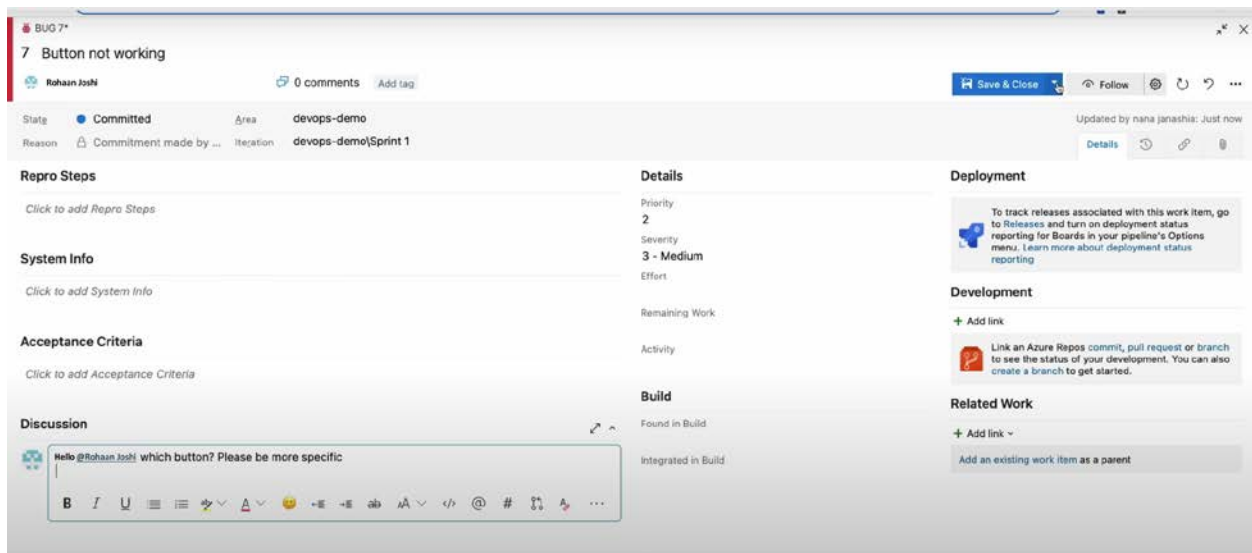 BUG 7*
7 Button not working
Rohaan Joshi
0 comments
Add tag
Save & Close
Follow
State
Committed
Area
devops-demo
Updated by nana janashia: Just now
Reason
Commitment made by ...
Iteration
devops-demo\Sprint 1
Details
Repro Steps
Click to add Repro Steps
System Info
Click to add System Info
Acceptance Criteria
Click to add Acceptance Criteria
Discussion
Hello @Rohaan Joshi which button? Please be more specific
B I U ab A AA </> @ # A ...
Details
Priority
2
Severity
3 - Medium
Effort
Remaining Work
Activity
Build
Found in Build
Integrated in Build
Deployment
To track releases associated with this work item, go
to Releases and turn on deployment status
reporting for Boards in your pipeline's Options
menu. Learn more about deployment status
reporting
Development
+ Add link
Link an Azure Repos commit, pull request or branch
to see the status of your development. You can also
create a branch to get started.
Related Work
+ Add link
Add an existing work item as a parent